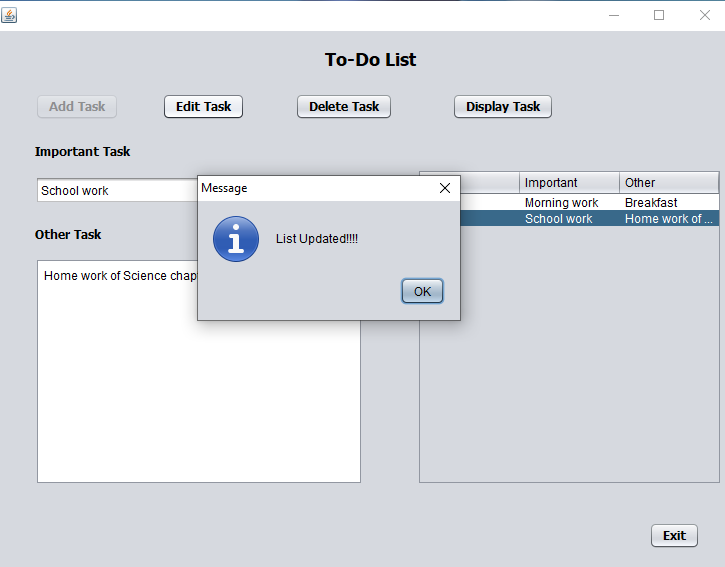 To-Do List
Add Task
Edit Task
Delete Task
Display Task
Important Task
School work
Other Task
Home work of Science chap
Message
List Updated!!!!
OK
Important Other
Morning work Breakfast
School work Home work of ...
Exit